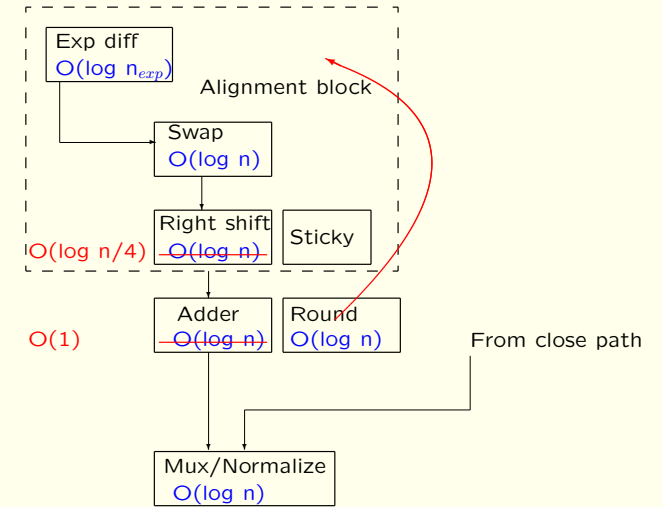 Exp diff
O(log n_exp)
Alignment block
Swap
O(log n)
Right shift
O(log n/4)
O(log n)
Sticky
Adder
Round
O(1)
O(log n)
O(log n)
From close path
Mux/Normalize
O(log n)